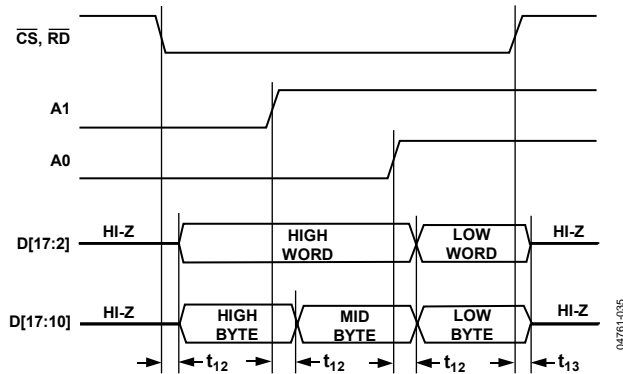 CS, RD
A1
A0
D[17:2] HI-Z HIGH WORD LOW WORD HI-Z
D[17:10] HI-Z HIGH BYTE MID BYTE LOW BYTE HI-Z
t12 t12 t12 t13
04761-035